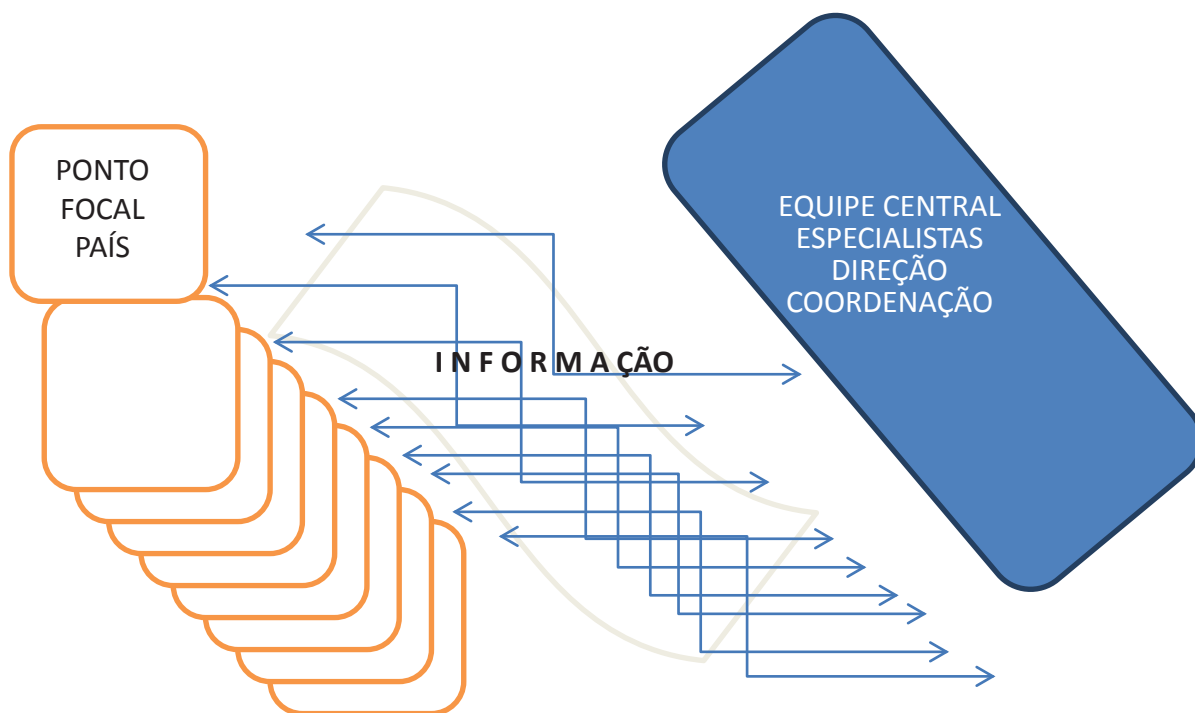 PONTO
FOCAL
PAÍS
EQUIPE CENTRAL
ESPECIALISTAS
DIREÇÃO
COORDENAÇÃO
I N F O R M A ÇÃO